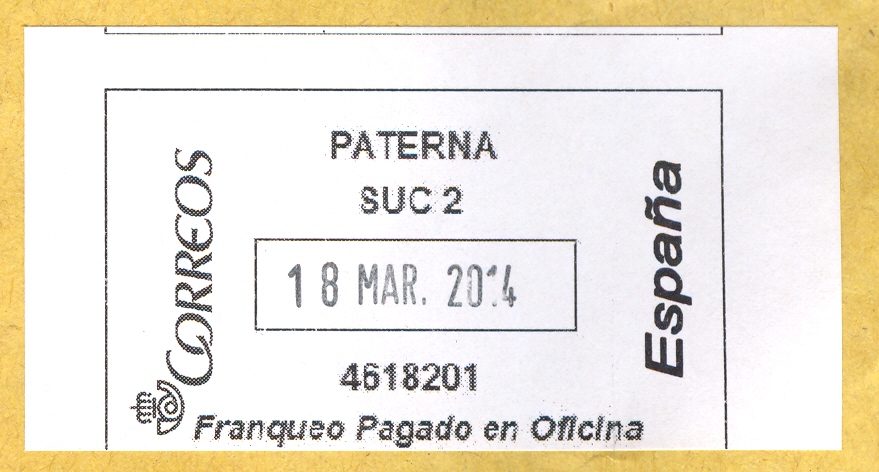 PATERNA
SUC 2
CORREOS
18 MAR. 2014
España
4618201
Franqueo Pagado en Oficina